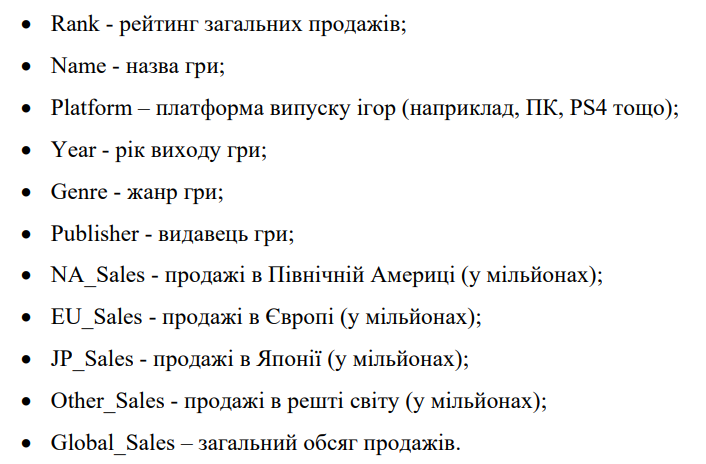 • Rank - рейтинг загальних продажів;
• Name - назва гри;
• Platform – платформа випуску ігор (наприклад, ПК, PS4 тощо);
• Year - рік виходу гри;
• Genre - жанр гри;
• Publisher - видавець гри;
• NA_Sales - продажі в Північній Америці (у мільйонах);
• EU_Sales - продажі в Європі (у мільйонах);
• JP_Sales - продажі в Японії (у мільйонах);
• Other_Sales - продажі в решті світу (у мільйонах);
• Global_Sales – загальний обсяг продажів.